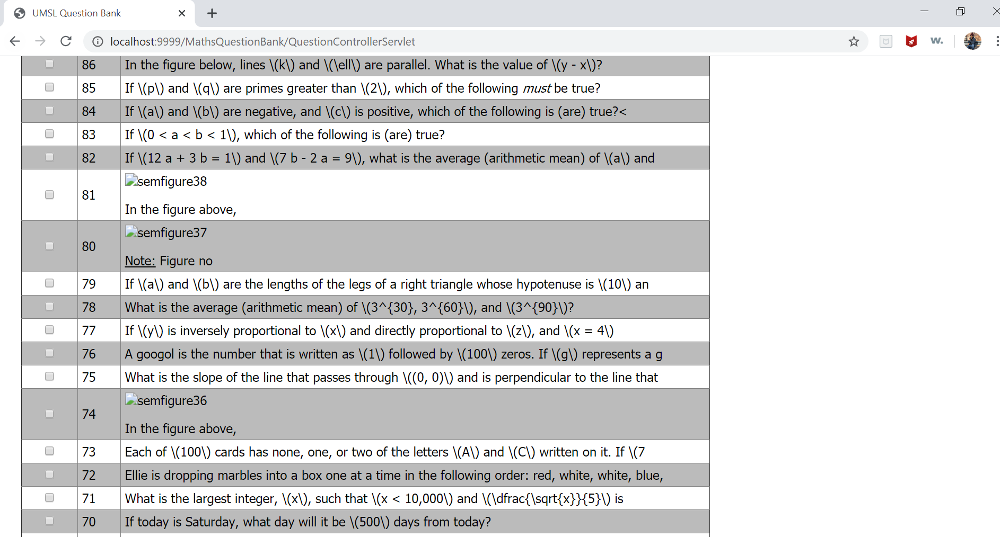 UMSL Question Bank
localhost:9999/MathsQuestionBank/QuestionControllerServlet
w.
86 In the figure below, lines \(k\) and \(\ell\) are parallel. What is the value of \(y - x\)?
85 If \(p\) and \(q\) are primes greater than \(2\), which of the following must be true?
84 If \(a\) and \(b\) are negative, and \(c\) is positive, which of the following is (are) true?<
83 If \(0 < a < b < 1\), which of the following is (are) true?
82 If \(12 a + 3 b = 1\) and \(7 b - 2 a = 9\), what is the average (arithmetic mean) of \(a\) and
semfigure38
81
In the figure above,
semfigure37
80
Note: Figure no
79 If \(a\) and \(b\) are the lengths of the legs of a right triangle whose hypotenuse is \(10\) an
78 What is the average (arithmetic mean) of \(3^{30}, 3^{60}\), and \(3^{90}\)?
77 If \(y\) is inversely proportional to \(x\) and directly proportional to \(z\), and \(x = 4\)
76 A googol is the number that is written as \(1\) followed by \(100\) zeros. If \(g\) represents a g
75 What is the slope of the line that passes through \((0, 0)\) and is perpendicular to the line that
semfigure36
74
In the figure above,
73 Each of \(100\) cards has none, one, or two of the letters \(A\) and \(C\) written on it. If \(7
72 Ellie is dropping marbles into a box one at a time in the following order: red, white, white, blue,
71 What is the largest integer, \(x\), such that \(x < 10,000\) and \(\dfrac{\sqrt{x}}{5}\) is
70 If today is Saturday, what day will it be \(500\) days from today?